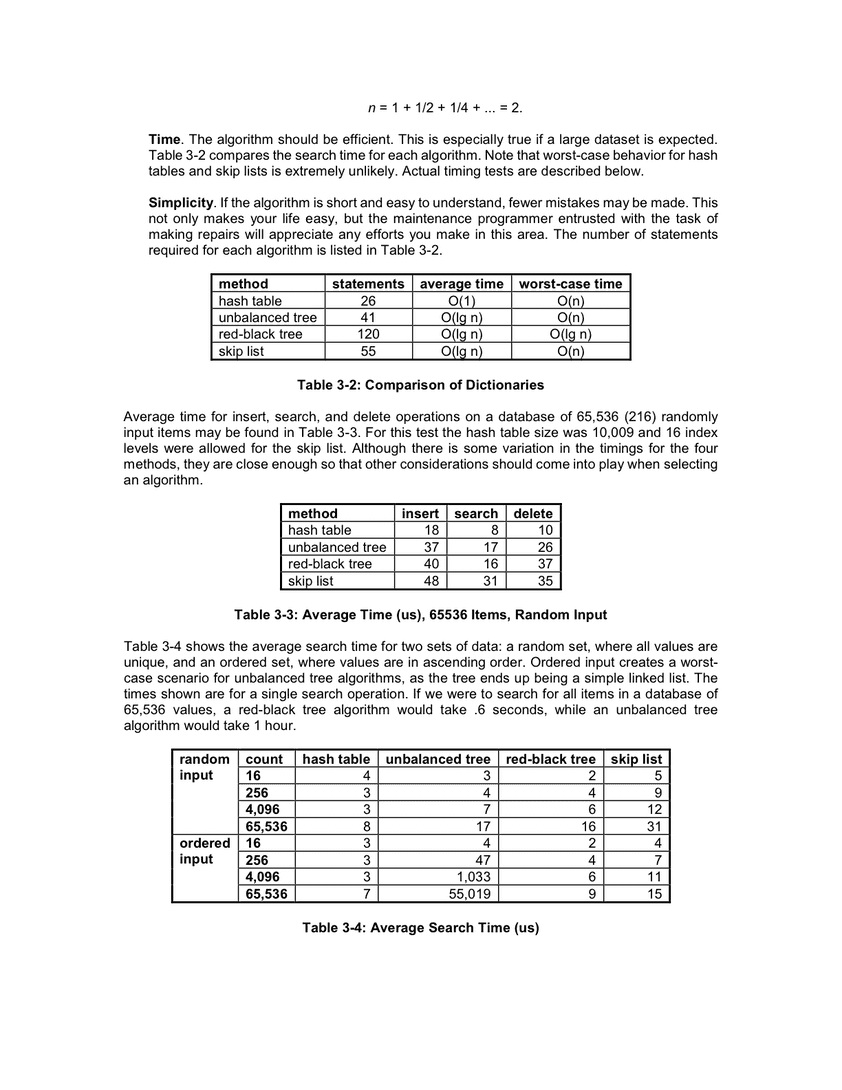 n = 1 + 1/2 + 1/4 + ... = 2.
Time. The algorithm should be efficient. This is especially true if a large dataset is expected.
Table 3-2 compares the search time for each algorithm. Note that worst-case behavior for hash
tables and skip lists is extremely unlikely. Actual timing tests are described below.
Simplicity. If the algorithm is short and easy to understand, fewer mistakes may be made. This
not only makes your life easy, but the maintenance programmer entrusted with the task of
making repairs will appreciate any efforts you make in this area. The number of statements
required for each algorithm is listed in Table 3-2.
method statements average time worst-case time
hash table 26 O(1) O(n)
unbalanced tree 41 O(lg n) O(n)
red-black tree 120 O(lg n) O(lg n)
skip list 55 O(lg n) O(n)
Table 3-2: Comparison of Dictionaries
Average time for insert, search, and delete operations on a database of 65,536 (216) randomly
input items may be found in Table 3-3. For this test the hash table size was 10,009 and 16 index
levels were allowed for the skip list. Although there is some variation in the timings for the four
methods, they are close enough so that other considerations should come into play when selecting
an algorithm.
method insert search delete
hash table 18 8 10
unbalanced tree 37 17 26
red-black tree 40 16 37
skip list 48 31 35
Table 3-3: Average Time (us), 65536 Items, Random Input
Table 3-4 shows the average search time for two sets of data: a random set, where all values are
unique, and an ordered set, where values are in ascending order. Ordered input creates a worst-
case scenario for unbalanced tree algorithms, as the tree ends up being a simple linked list. The
times shown are for a single search operation. If we were to search for all items in a database of
65,536 values, a red-black tree algorithm would take .6 seconds, while an unbalanced tree
algorithm would take 1 hour.
random count hash table unbalanced tree red-black tree skip list
input 16 4 3 2 5
256 3 4 4 9
4,096 3 7 6 12
65,536 8 17 16 31
ordered 16 3 4 2 4
input 256 3 47 4 7
4,096 3 1,033 6 11
65,536 7 55,019 9 15
Table 3-4: Average Search Time (us)